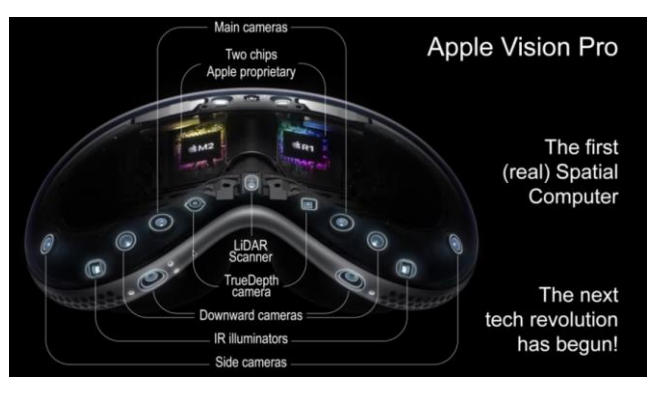 Main cameras
Two chips
Apple proprietary
M2
R1
LiDAR
Scanner
TrueDepth
camera
Downward cameras
IR illuminators
Side cameras
Apple Vision Pro
The first
(real) Spatial
Computer
The next
tech revolution
has begun!